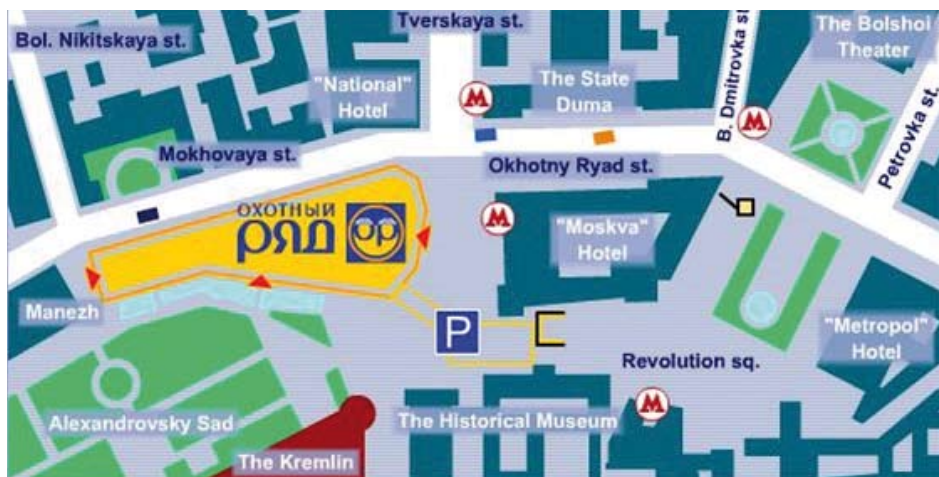 Tverskaya st.
The Bolshoi
Theater
Bol. Nikitskaya st.
"National"
Hotel
The State
Duma
B. Dmitrovka st
M
M
Petrovka st.
Mokhovaya st.
Okhotny Ryad st.
ОХОТНЫЙ
РЯД
ОР
M
"Moskva"
Hotel
Manezh
P
"Metropol"
Hotel
Revolution sq.
M
Alexandrovsky Sad
The Historical Museum
The Kremlin